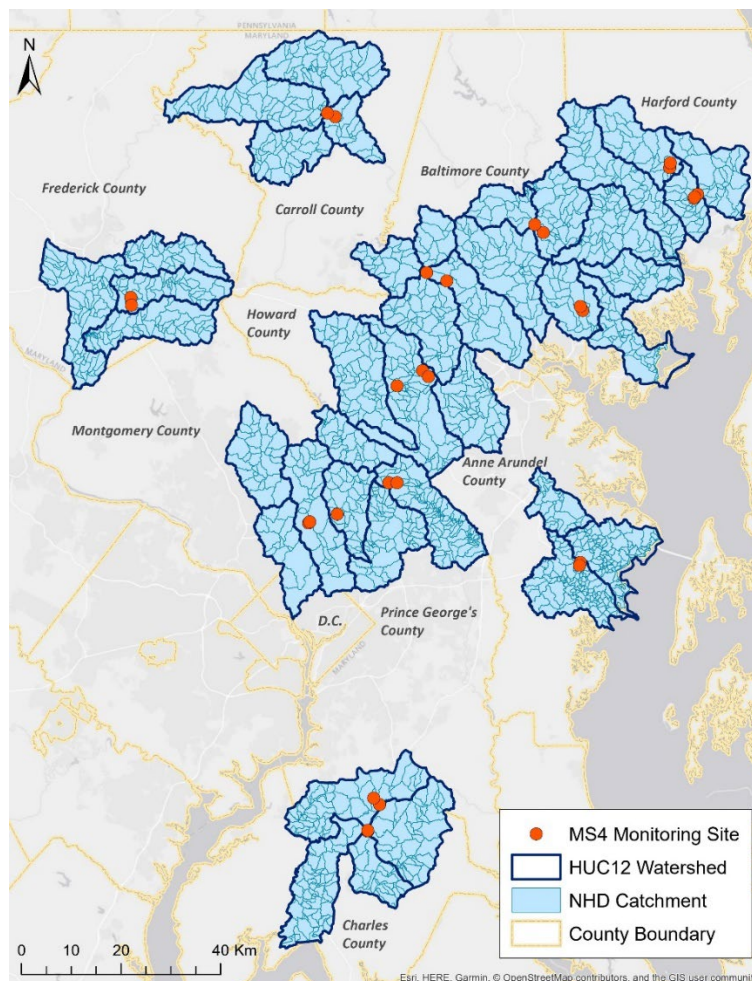 PENNSYLVANIA
MARYLAND
N
Harford County
Baltimore County
Frederick County
Carroll County
Howard
County
MARYLAND
Montgomery County
Anne Arundel
County
D.C.
Prince George's
County
MARYLAND
MS4 Monitoring Site
HUC12 Watershed
NHD Catchment
County Boundary
Charles
County
0 20 40 Km
Esri, HERE, Garmin, © OpenStreetMap contributors, and the GIS user communit